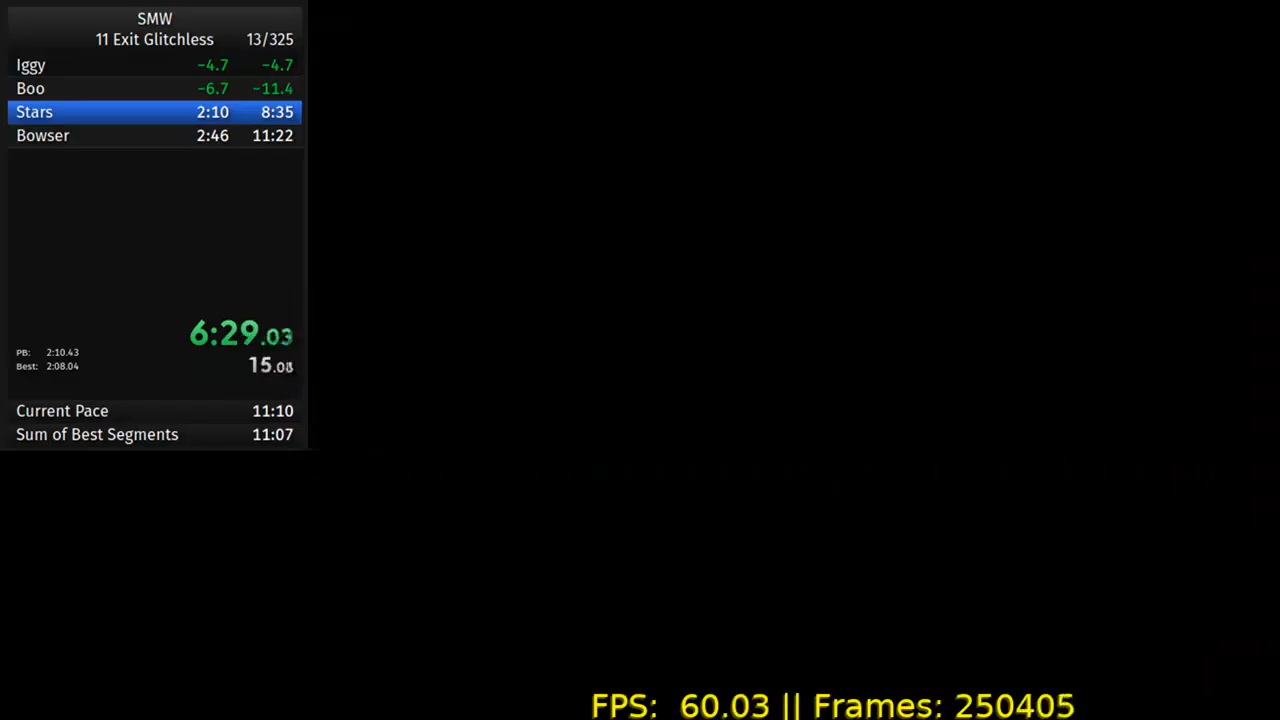 SMW
11 Exit Glitchless 13/325
Iggy −4.7 −4.7
Boo −6.7 −11.4
Stars 2:10 8:35
Bowser 2:46 11:22
6:29.03
PB: 2:10.43
Best: 2:08.04
15.08
Current Pace 11:10
Sum of Best Segments 11:07
FPS: 60.03 || Frames: 250405